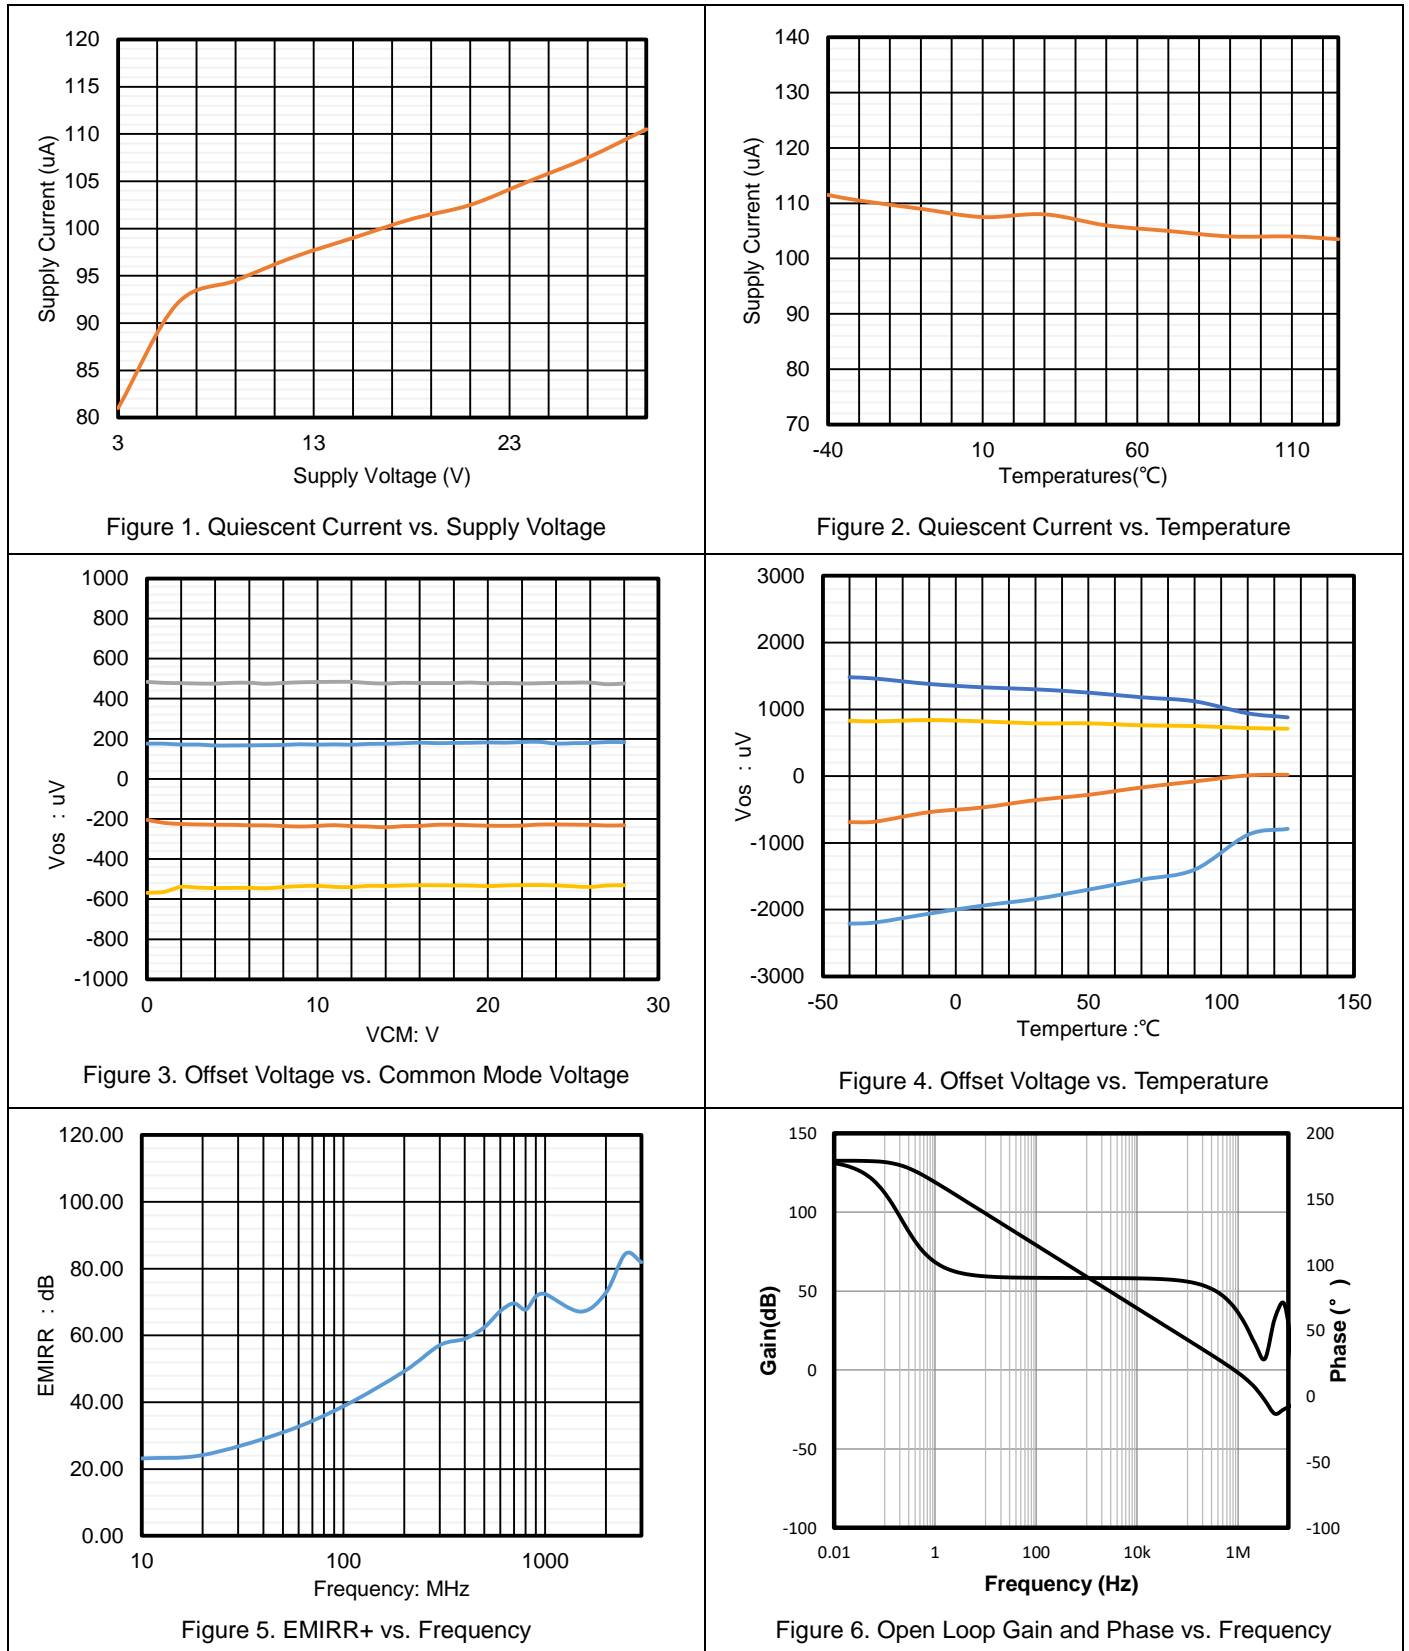 120
115
110
105
100
95
90
85
80
Supply Current (uA)
3 13 23
Supply Voltage (V)
Figure 1. Quiescent Current vs. Supply Voltage
140
130
120
110
100
90
80
70
Supply Current (uA)
-40 10 60 110
Temperatures(℃)
Figure 2. Quiescent Current vs. Temperature
1000
800
600
400
200
0
-200
-400
-600
-800
-1000
Vos : uV
0 10 20 30
VCM: V
Figure 3. Offset Voltage vs. Common Mode Voltage
3000
2000
1000
0
-1000
-2000
-3000
Vos : uV
-50 0 50 100 150
Temperture :℃
Figure 4. Offset Voltage vs. Temperature
120.00
100.00
80.00
60.00
40.00
20.00
0.00
EMIRR : dB
10 100 1000
Frequency: MHz
Figure 5. EMIRR+ vs. Frequency
150
100
50
0
-50
-100
Gain(dB)
200
150
100
50
0
-50
-100
Phase (° )
0.01 1 100 10k 1M
Frequency (Hz)
Figure 6. Open Loop Gain and Phase vs. Frequency